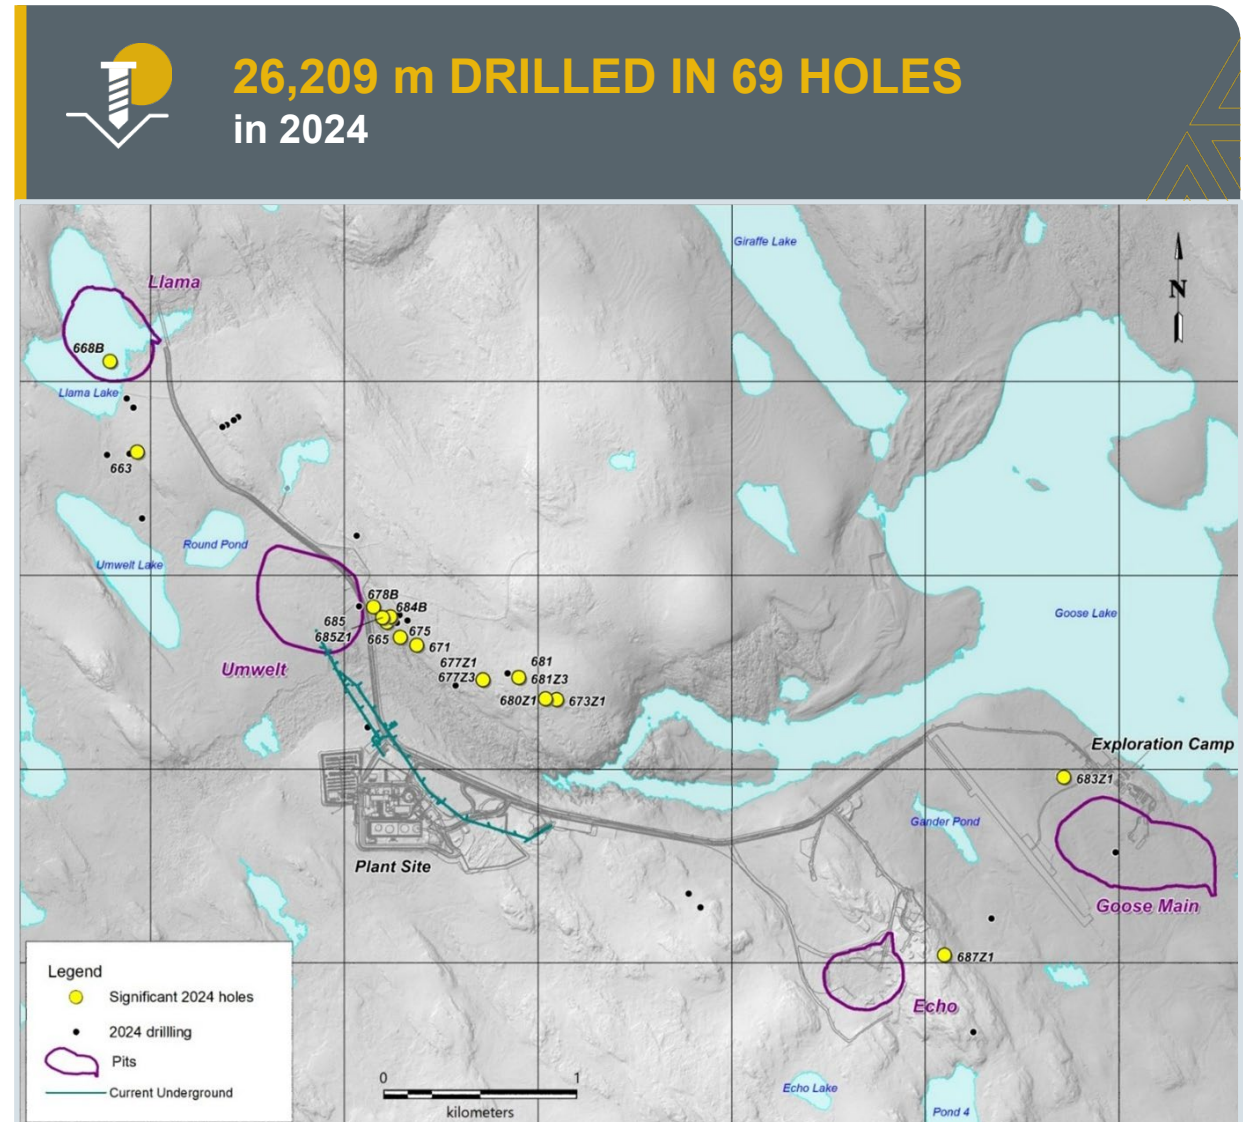 26,209 m DRILLED IN 69 HOLES
in 2024
Giraffe Lake
Llama
N
668B
Llama Lake
663
Round Pond
Umwelt Lake
678B
684B
685
685Z1
665
675
671
Goose Lake
Umwelt
677Z1
677Z3
681
681Z3
680Z1
673Z1
Exploration Camp
683Z1
Gander Pond
Plant Site
Goose Main
687Z1
Echo
Legend
Significant 2024 holes
2024 drillling
Pits
Current Underground
0
1
kilometers
Echo Lake
Pond 4